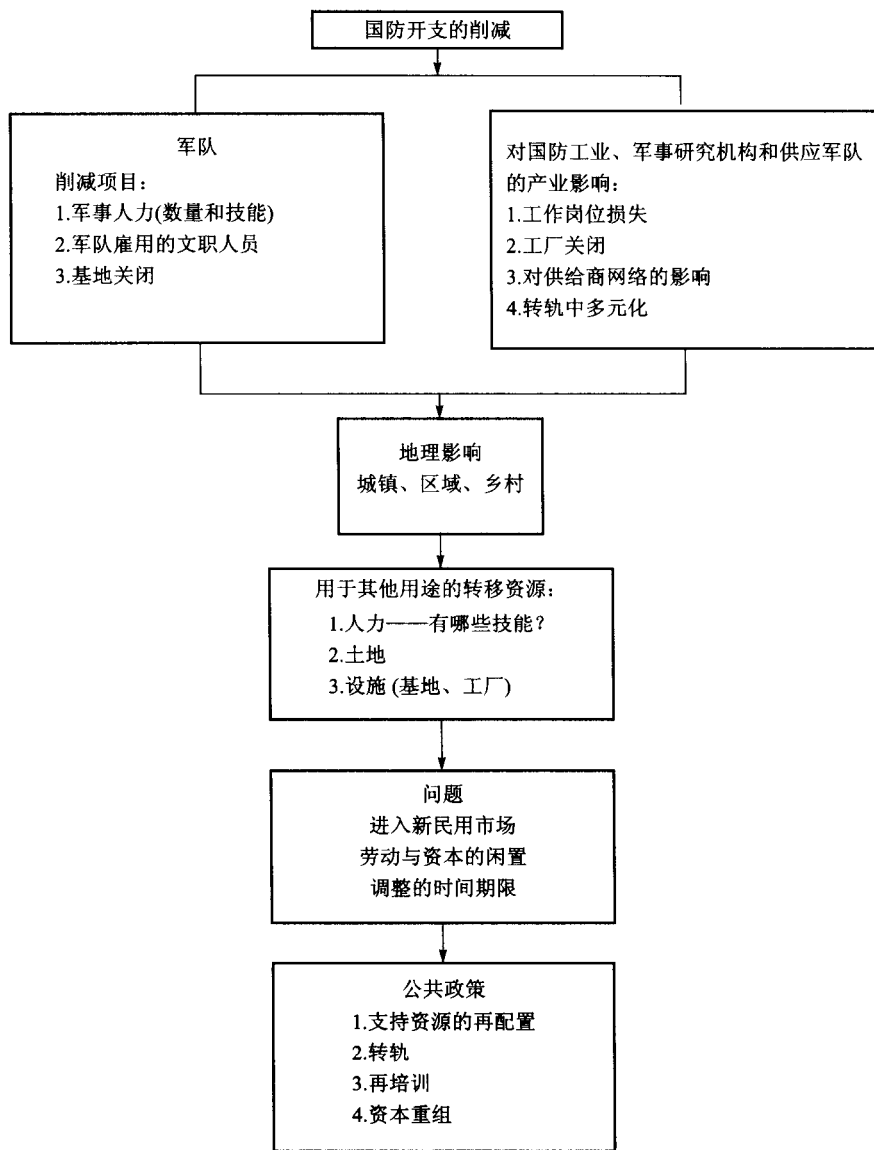 国防开支的削减
军队
削减项目:
1.军事人力(数量和技能)
2.军队雇用的文职人员
3.基地关闭
对国防工业、军事研究机构和供应军队
的产业影响:
1.工作岗位损失
2.工厂关闭
3.对供给商网络的影响
4.转轨中多元化
地理影响
城镇、区域、乡村
用于其他用途的转移资源:
1.人力——有哪些技能?
2.土地
3.设施 (基地、工厂)
问题
进入新民用市场
劳动与资本的闲置
调整的时间期限
公共政策
1.支持资源的再配置
2.转轨
3.再培训
4.资本重组